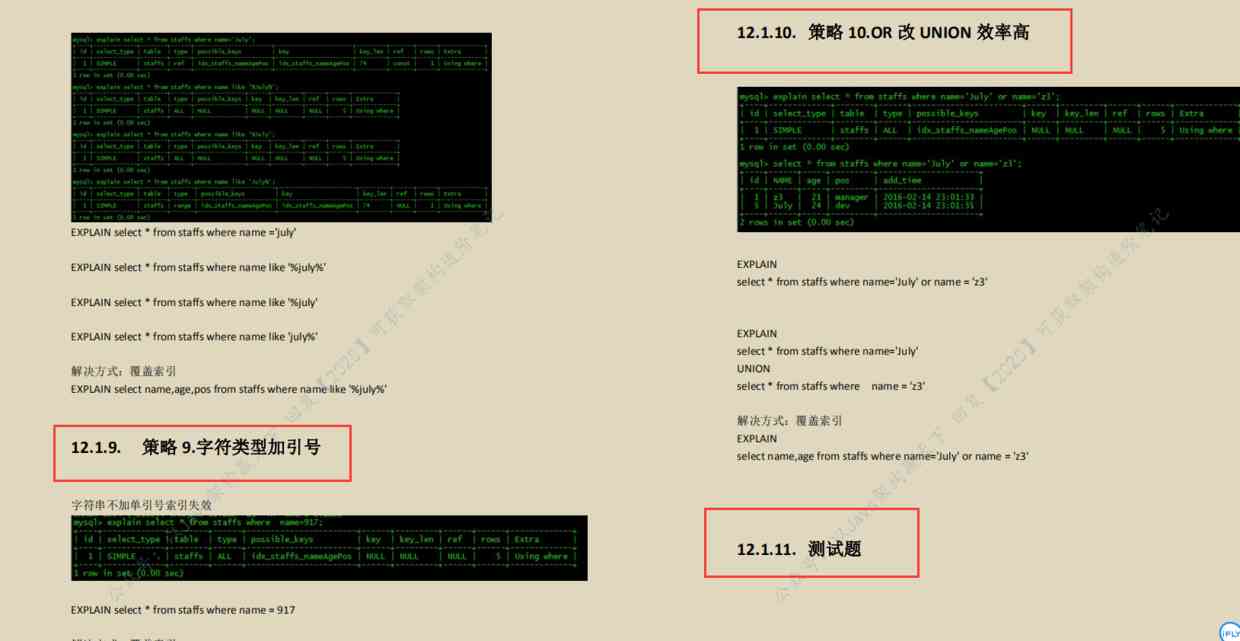 mysql> explain select * from staffs where name='July';
| id | select_type | table | type | possible_keys | key | key_len | ref | rows | Extra |
| 1 | SIMPLE | staffs | ref | idx_staffs_nameAgePos | idx_staffs_nameAgePos | 74 | const | 1 | Using where |
1 row in set (0.00 sec)
mysql> explain select * from staffs where name like '%July%';
| id | select_type | table | type | possible_keys | key | key_len | ref | rows | Extra |
| 1 | SIMPLE | staffs | ALL | NULL | NULL | NULL | NULL | 5 | Using where |
1 row in set (0.00 sec)
mysql> explain select * from staffs where name like '%July';
| id | select_type | table | type | possible_keys | key | key_len | ref | rows | Extra |
| 1 | SIMPLE | staffs | ALL | NULL | NULL | NULL | NULL | 5 | Using where |
1 row in set (0.00 sec)
mysql> explain select * from staffs where name like 'July%';
| id | select_type | table | type | possible_keys | key | key_len | ref | rows | Extra |
| 1 | SIMPLE | staffs | range | idx_staffs_nameAgePos | idx_staffs_nameAgePos | 74 | NULL | 1 | Using where |
1 row in set (0.00 sec)
EXPLAIN select * from staffs where name ='july'
EXPLAIN select * from staffs where name like '%july%'
EXPLAIN select * from staffs where name like '%july'
EXPLAIN select * from staffs where name like 'july%'
解决方式：覆盖索引
EXPLAIN select name,age,pos from staffs where name like '%july%'
12.1.9. 策略 9.字符类型加引号
字符串不加单引号索引失效
mysql> explain select * from staffs where name=917;
| id | select_type | table | type | possible_keys | key | key_len | ref | rows | Extra |
| 1 | SIMPLE | staffs | ALL | idx_staffs_nameAgePos | NULL | NULL | NULL | 5 | Using where |
1 row in set (0.00 sec)
EXPLAIN select * from staffs where name = 917
12.1.10. 策略 10.OR 改 UNION 效率高
mysql> explain select * from staffs where name='July' or name='z3';
| id | select_type | table | type | possible_keys | key | key_len | ref | rows | Extra |
| 1 | SIMPLE | staffs | ALL | idx_staffs_nameAgePos | NULL | NULL | NULL | 5 | Using where |
1 row in set (0.00 sec)
mysql> select * from staffs where name='July' or name='z3';
| id | NAME | age | pos | add_time |
| 1 | z3 | 21 | manager | 2016-02-14 23:01:33 |
| 5 | July | 24 | dev | 2016-02-14 23:01:35 |
2 rows in set (0.00 sec)
EXPLAIN
select * from staffs where name='July' or name = 'z3'
EXPLAIN
select * from staffs where name='July'
UNION
select * from staffs where name = 'z3'
解决方式：覆盖索引
EXPLAIN
select name,age from staffs where name='July' or name = 'z3'
12.1.11. 测试题